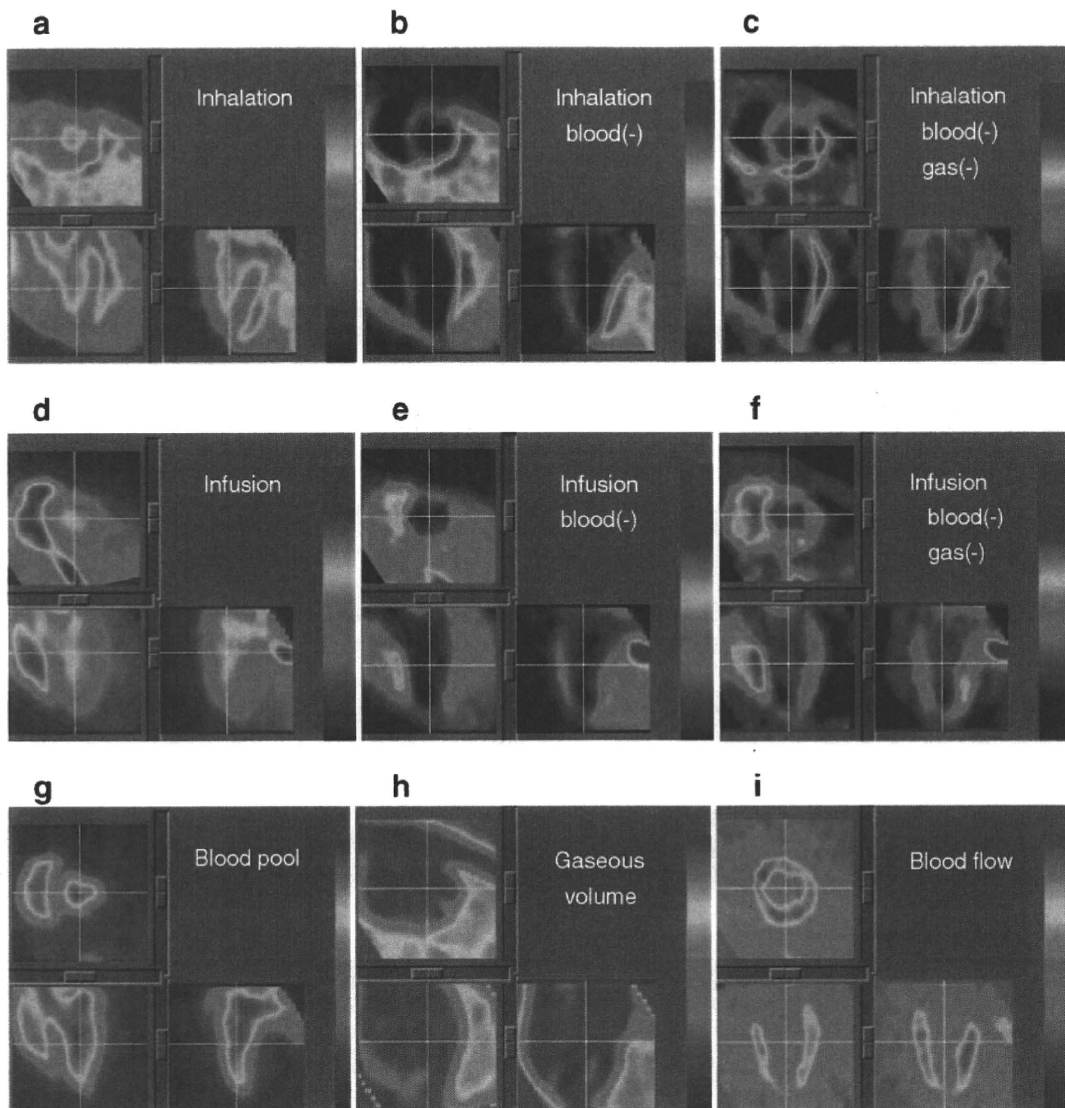 a
b
c
Inhalation
Inhalation
blood(-)
Inhalation
blood(-)
gas(-)
d
e
f
Infusion
Infusion
blood(-)
Infusion
blood(-)
gas(-)
g
h
i
Blood pool
Gaseous
volume
Blood flow